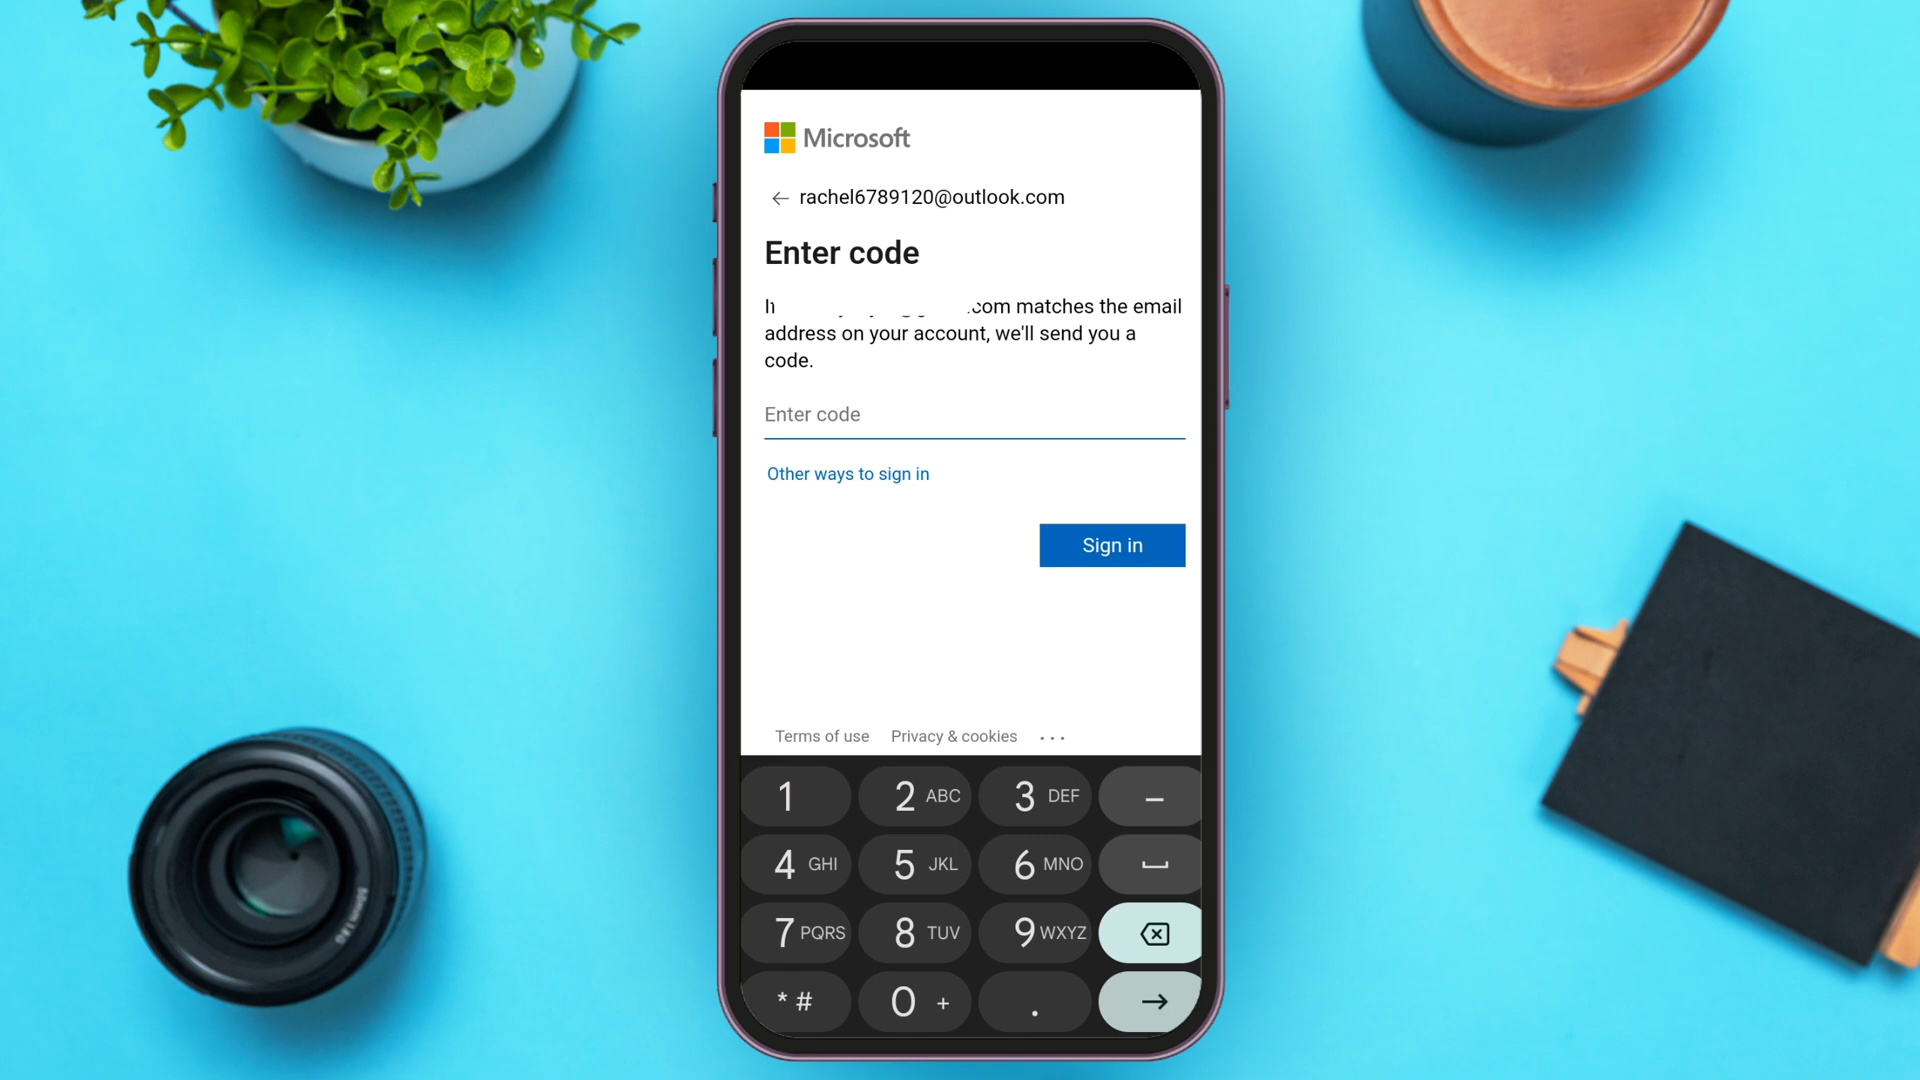 Microsoft
← rachel6789120@outlook.com
Enter code
com matches the email
address on your account, we'll send you a
code.
Enter code
Other ways to sign in
Sign in
Terms of use Privacy & cookies ...
1 2 ABC 3 DEF –
4 GHI 5 JKL 6 MNO
7 PQRS 8 TUV 9 WXYZ
* # 0 + . →